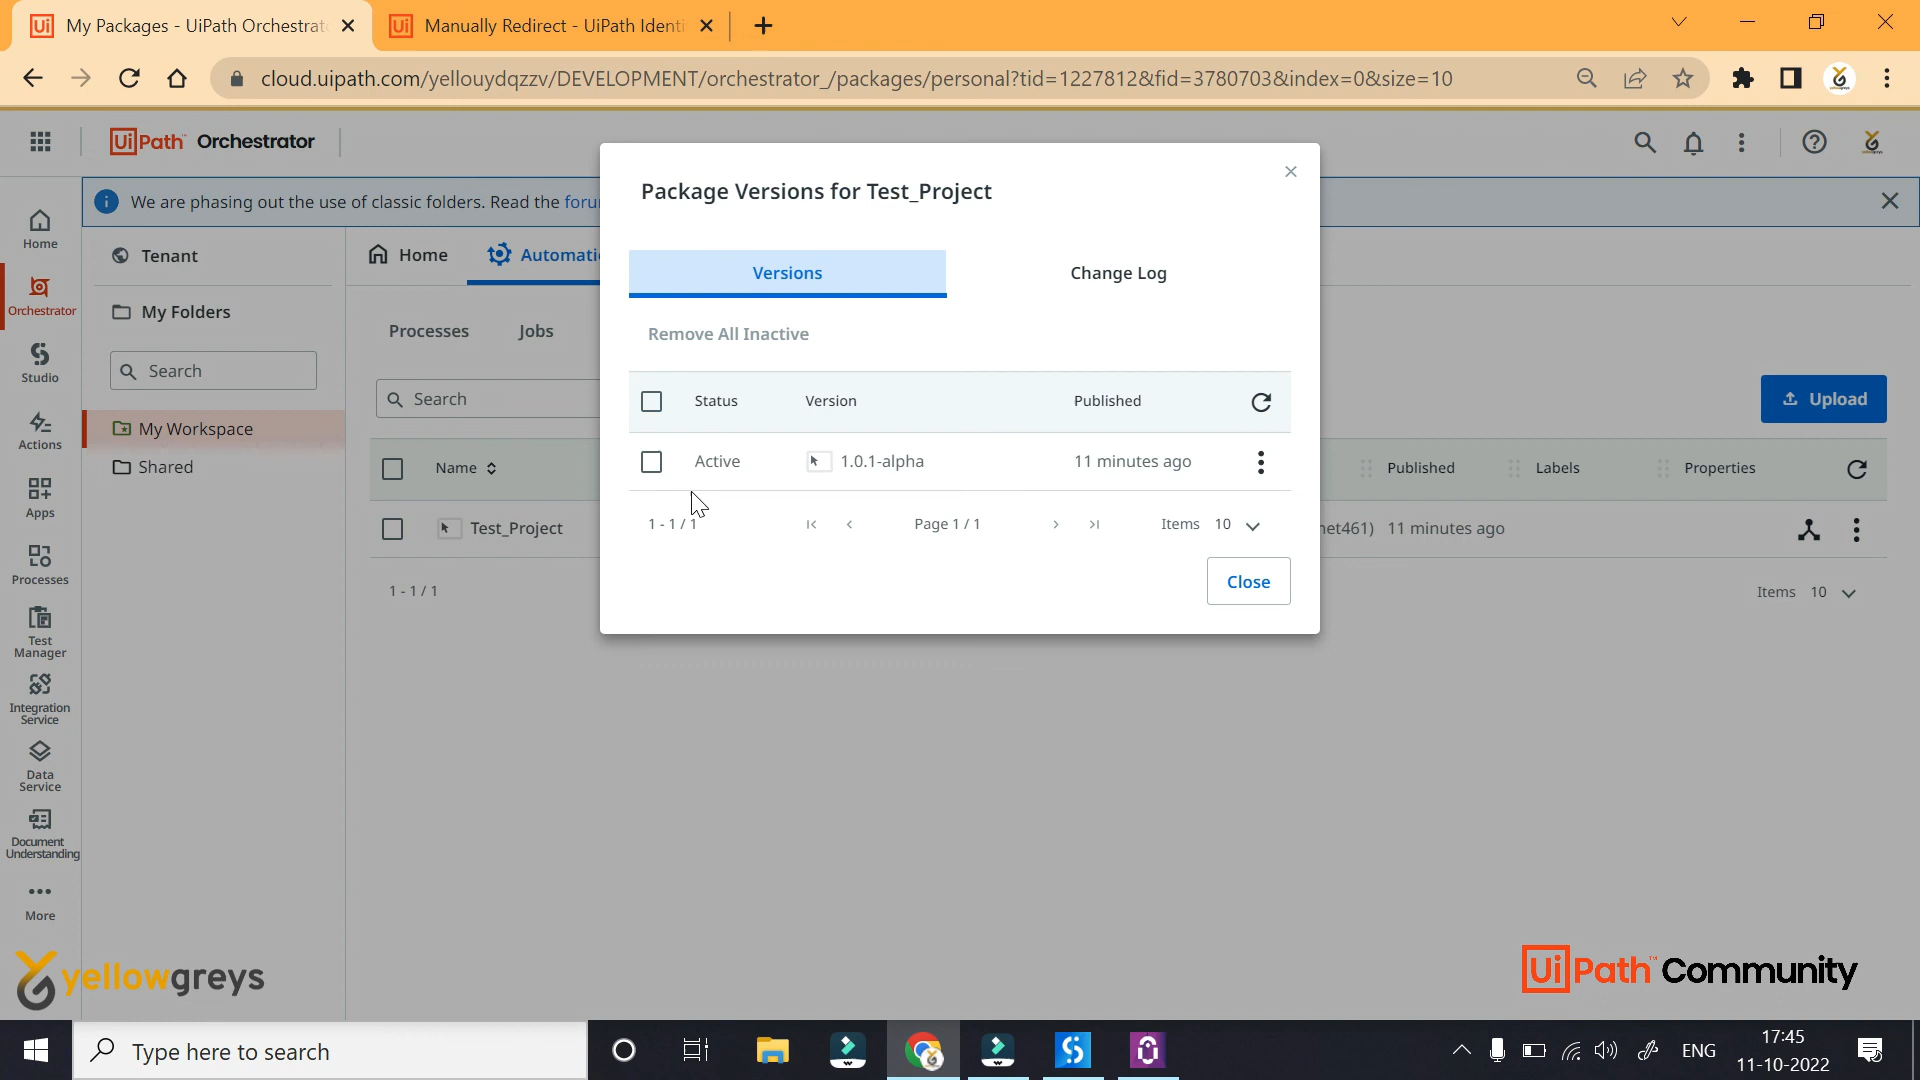 My Packages - UiPath Orchestrat
Manually Redirect - UiPath Identi
cloud.uipath.com/yellouydqzzv/DEVELOPMENT/orchestrator_/packages/personal?tid=1227812&fid=3780703&index=0&size=10
UiPath™ Orchestrator
We are phasing out the use of classic folders. Read the foru
Home
Orchestrator
Studio
Actions
Apps
Processes
Test Manager
Integration Service
Data Service
Document Understanding
More
Tenant
My Folders
Search
My Workspace
Shared
Home
Automatio
Processes
Jobs
Search
Upload
Name
Published
Labels
Properties
Test_Project
net461)
11 minutes ago
1 - 1 / 1
Items 10
Package Versions for Test_Project
Versions
Change Log
Remove All Inactive
Status
Version
Published
Active
1.0.1-alpha
11 minutes ago
1 - 1 / 1
Page 1 / 1
Items 10
Close
yellowgreys
UiPath™ Community
Type here to search
ENG
17:45
11-10-2022